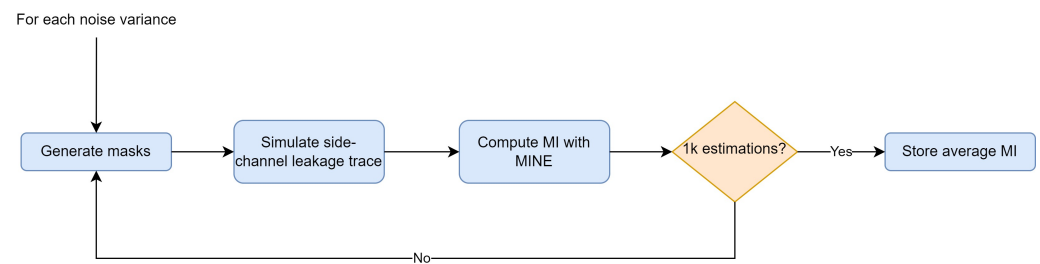 For each noise variance
Generate masks
Simulate side-
channel leakage trace
Compute MI with
MINE
1k estimations?
Yes
Store average MI
No